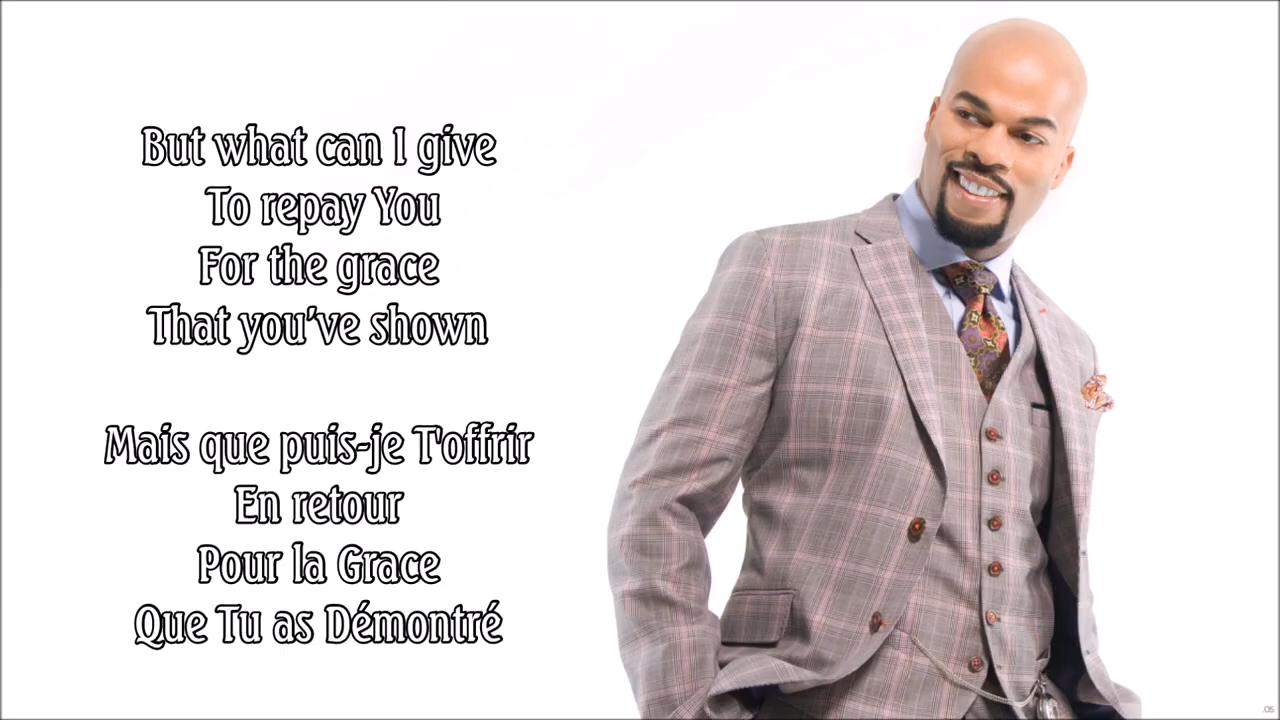 But what can I give
To repay You
For the grace
That you've shown
Mais que puis-je T'offrir
En retour
Pour la Grace
Que Tu as Démontré